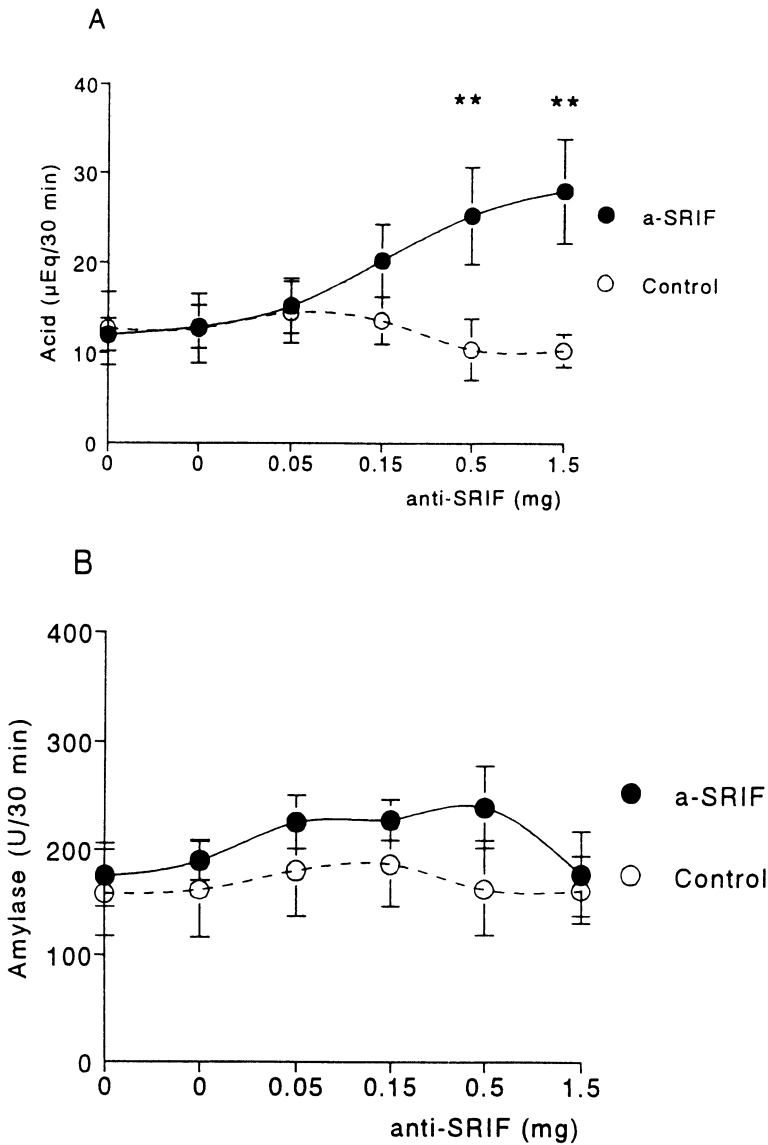 A
40
** **
30
a-SRIF
20
Control
10
0
Acid (µEq/30 min)
0 0 0.05 0.15 0.5 1.5
anti-SRIF (mg)
B
400
300
a-SRIF
200
Control
100
0
Amylase (U/30 min)
0 0 0.05 0.15 0.5 1.5
anti-SRIF (mg)